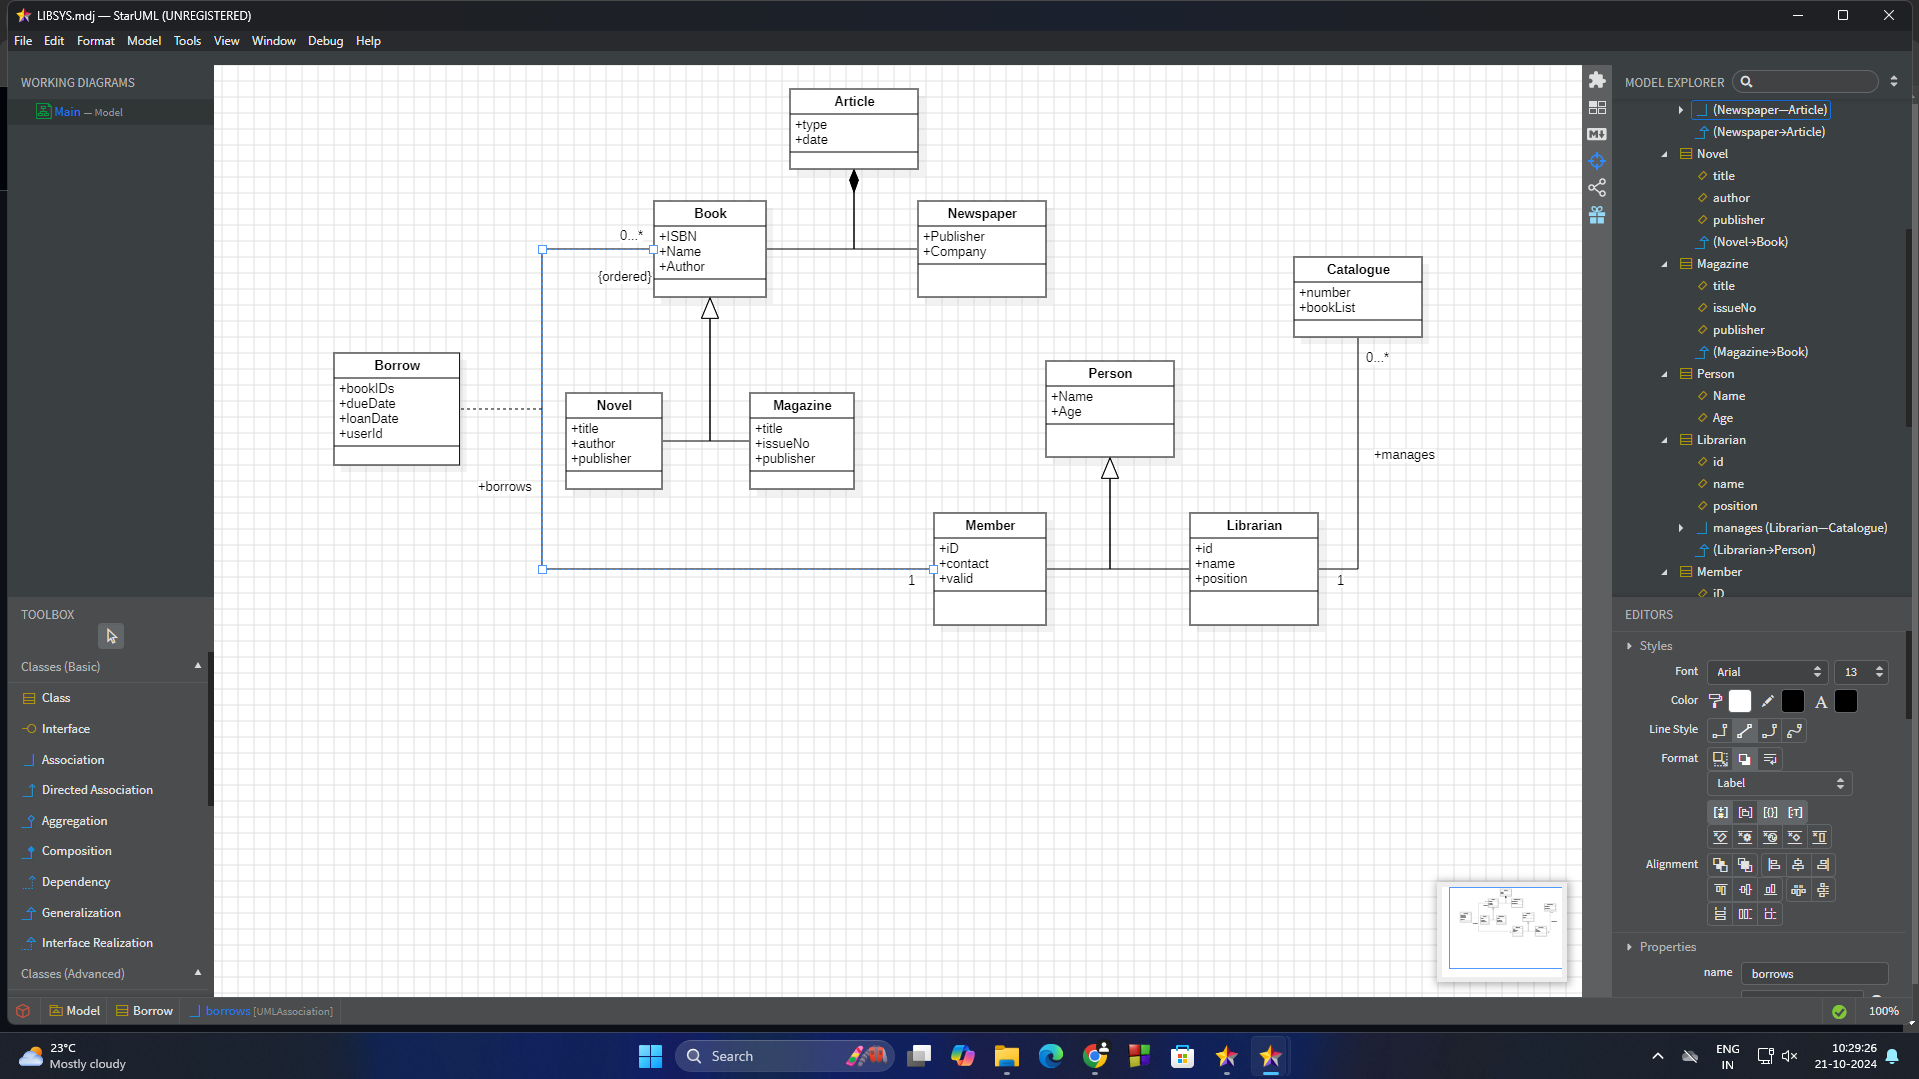 LIBSYS.mdj — StarUML (UNREGISTERED)
File Edit Format Model Tools View Window Debug Help
WORKING DIAGRAMS
Main — Model
TOOLBOX
Classes (Basic)
Class
Interface
Association
Directed Association
Aggregation
Composition
Dependency
Generalization
Interface Realization
Classes (Advanced)
Article
+type
+date
Book
+ISBN
+Name
+Author
0...*
{ordered}
Newspaper
+Publisher
+Company
Catalogue
+number
+bookList
0...*
Borrow
+bookIDs
+dueDate
+loanDate
+userId
Novel
+title
+author
+publisher
Magazine
+title
+issueNo
+publisher
Person
+Name
+Age
+manages
+borrows
Member
+iD
+contact
+valid
1
Librarian
+id
+name
+position
1
MODEL EXPLORER
(Newspaper—Article)
(Newspaper→Article)
Novel
title
author
publisher
(Novel→Book)
Magazine
title
issueNo
publisher
(Magazine→Book)
Person
Name
Age
Librarian
id
name
position
manages (Librarian—Catalogue)
(Librarian→Person)
Member
iD
EDITORS
Styles
Font Arial 13
Color A
Line Style
Format
Label
Alignment
Properties
name borrows
Model Borrow borrows [UMLAssociation]
100%
23°C
Mostly cloudy
Search
ENG
IN
10:29:26
21-10-2024